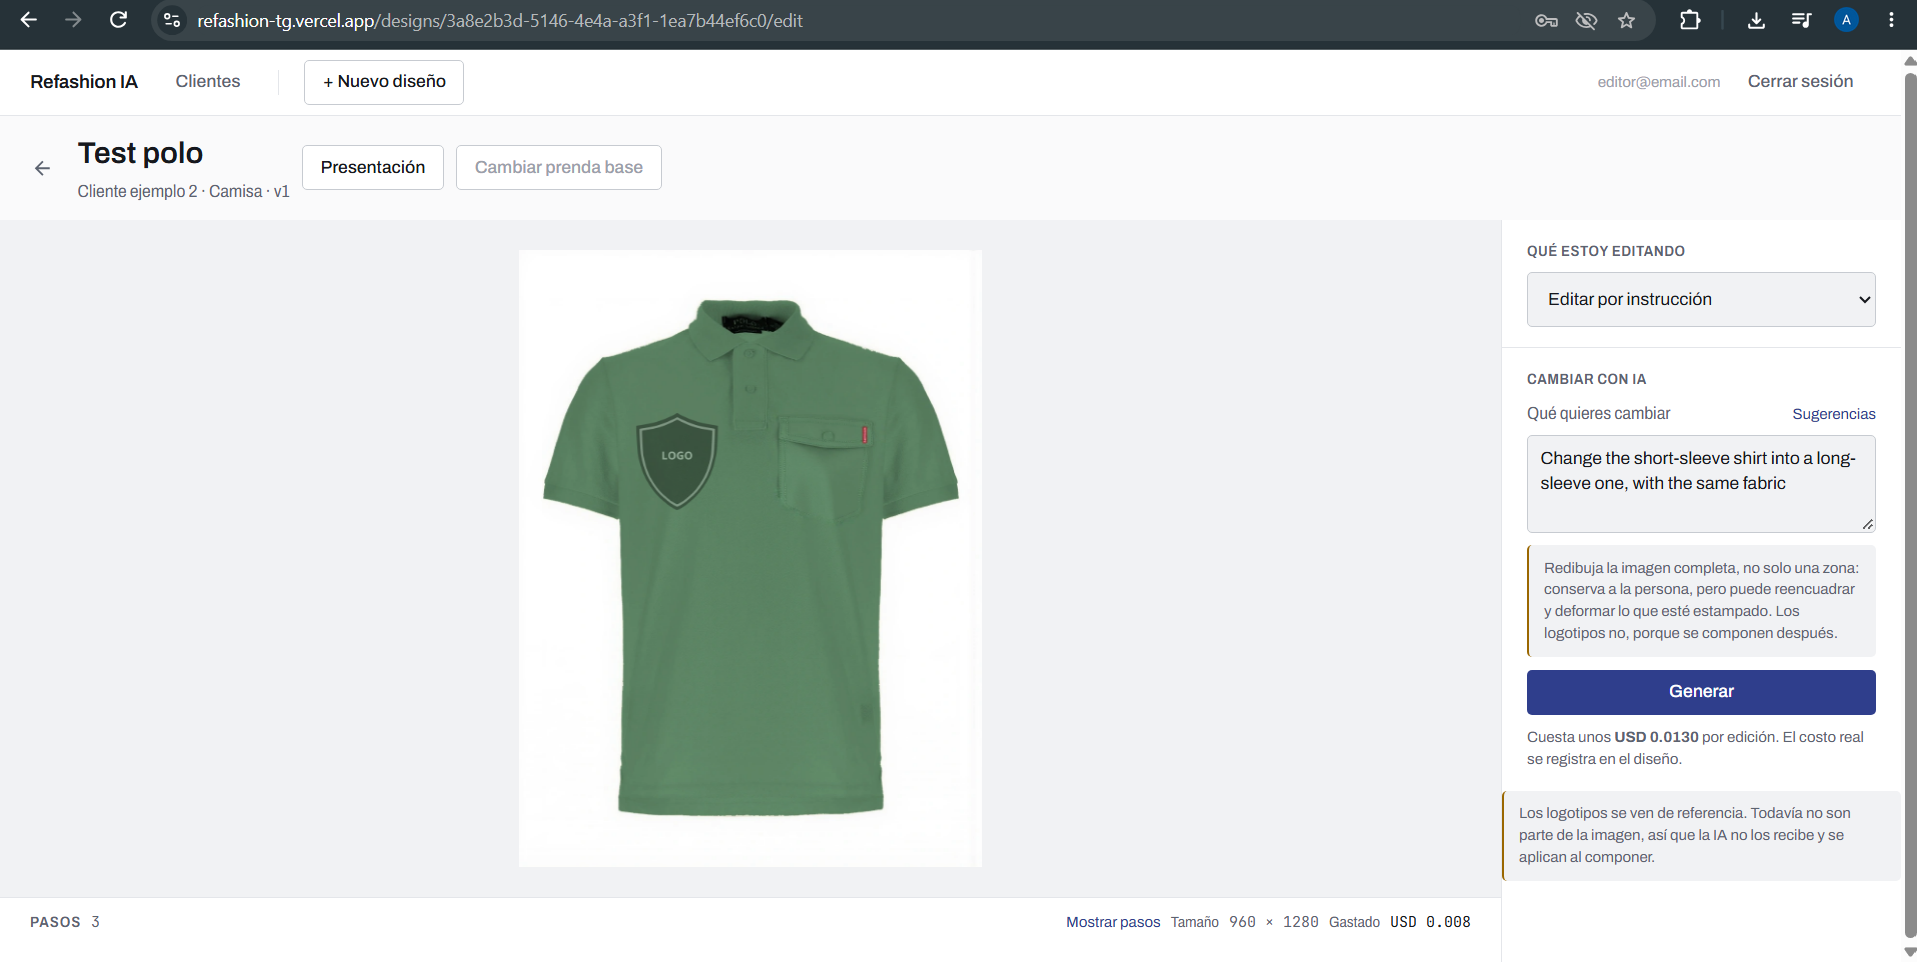 refashion-tg.vercel.app/designs/3a8e2b3d-5146-4e4a-a3f1-1ea7b44ef6c0/edit
A
Refashion IA
Clientes
+ Nuevo diseño
editor@email.com
Cerrar sesión
Test polo
Cliente ejemplo 2 · Camisa · v1
Presentación
Cambiar prenda base
LOGO
QUÉ ESTOY EDITANDO
Editar por instrucción
CAMBIAR CON IA
Qué quieres cambiar
Sugerencias
Change the short-sleeve shirt into a long-
sleeve one, with the same fabric
Redibuja la imagen completa, no solo una zona:
conserva a la persona, pero puede reencuadrar
y deformar lo que esté estampado. Los
logotipos no, porque se componen después.
Generar
Cuesta unos USD 0.0130 por edición. El costo real
se registra en el diseño.
Los logotipos se ven de referencia. Todavía no son
parte de la imagen, así que la IA no los recibe y se
aplican al componer.
PASOS 3
Mostrar pasos Tamaño 960 × 1280 Gastado USD 0.008